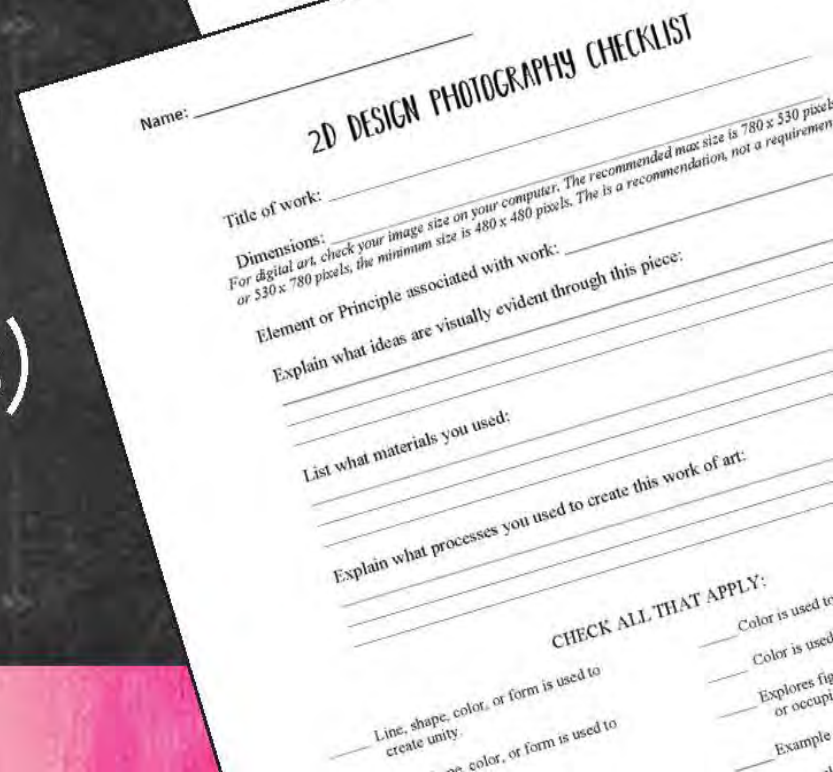 Name:
2D DESIGN PHOTOGRAPHY CHECKLIST
Title of work:
Dimensions:
For digital art, check your image size on your computer. The recommended max size is 780 x 530 pixels
or 530 x 780 pixels, the minimum size is 480 x 480 pixels. The is a recommendation, not a requirement
Element or Principle associated with work:
Explain what ideas are visually evident through this piece:
List what materials you used:
Explain what processes you used to create this work of art:
CHECK ALL THAT APPLY:
Line, shape, color, or form is used to
create unity.
color, or form is used to
Color is used to
Color is used
Explores
or
Example